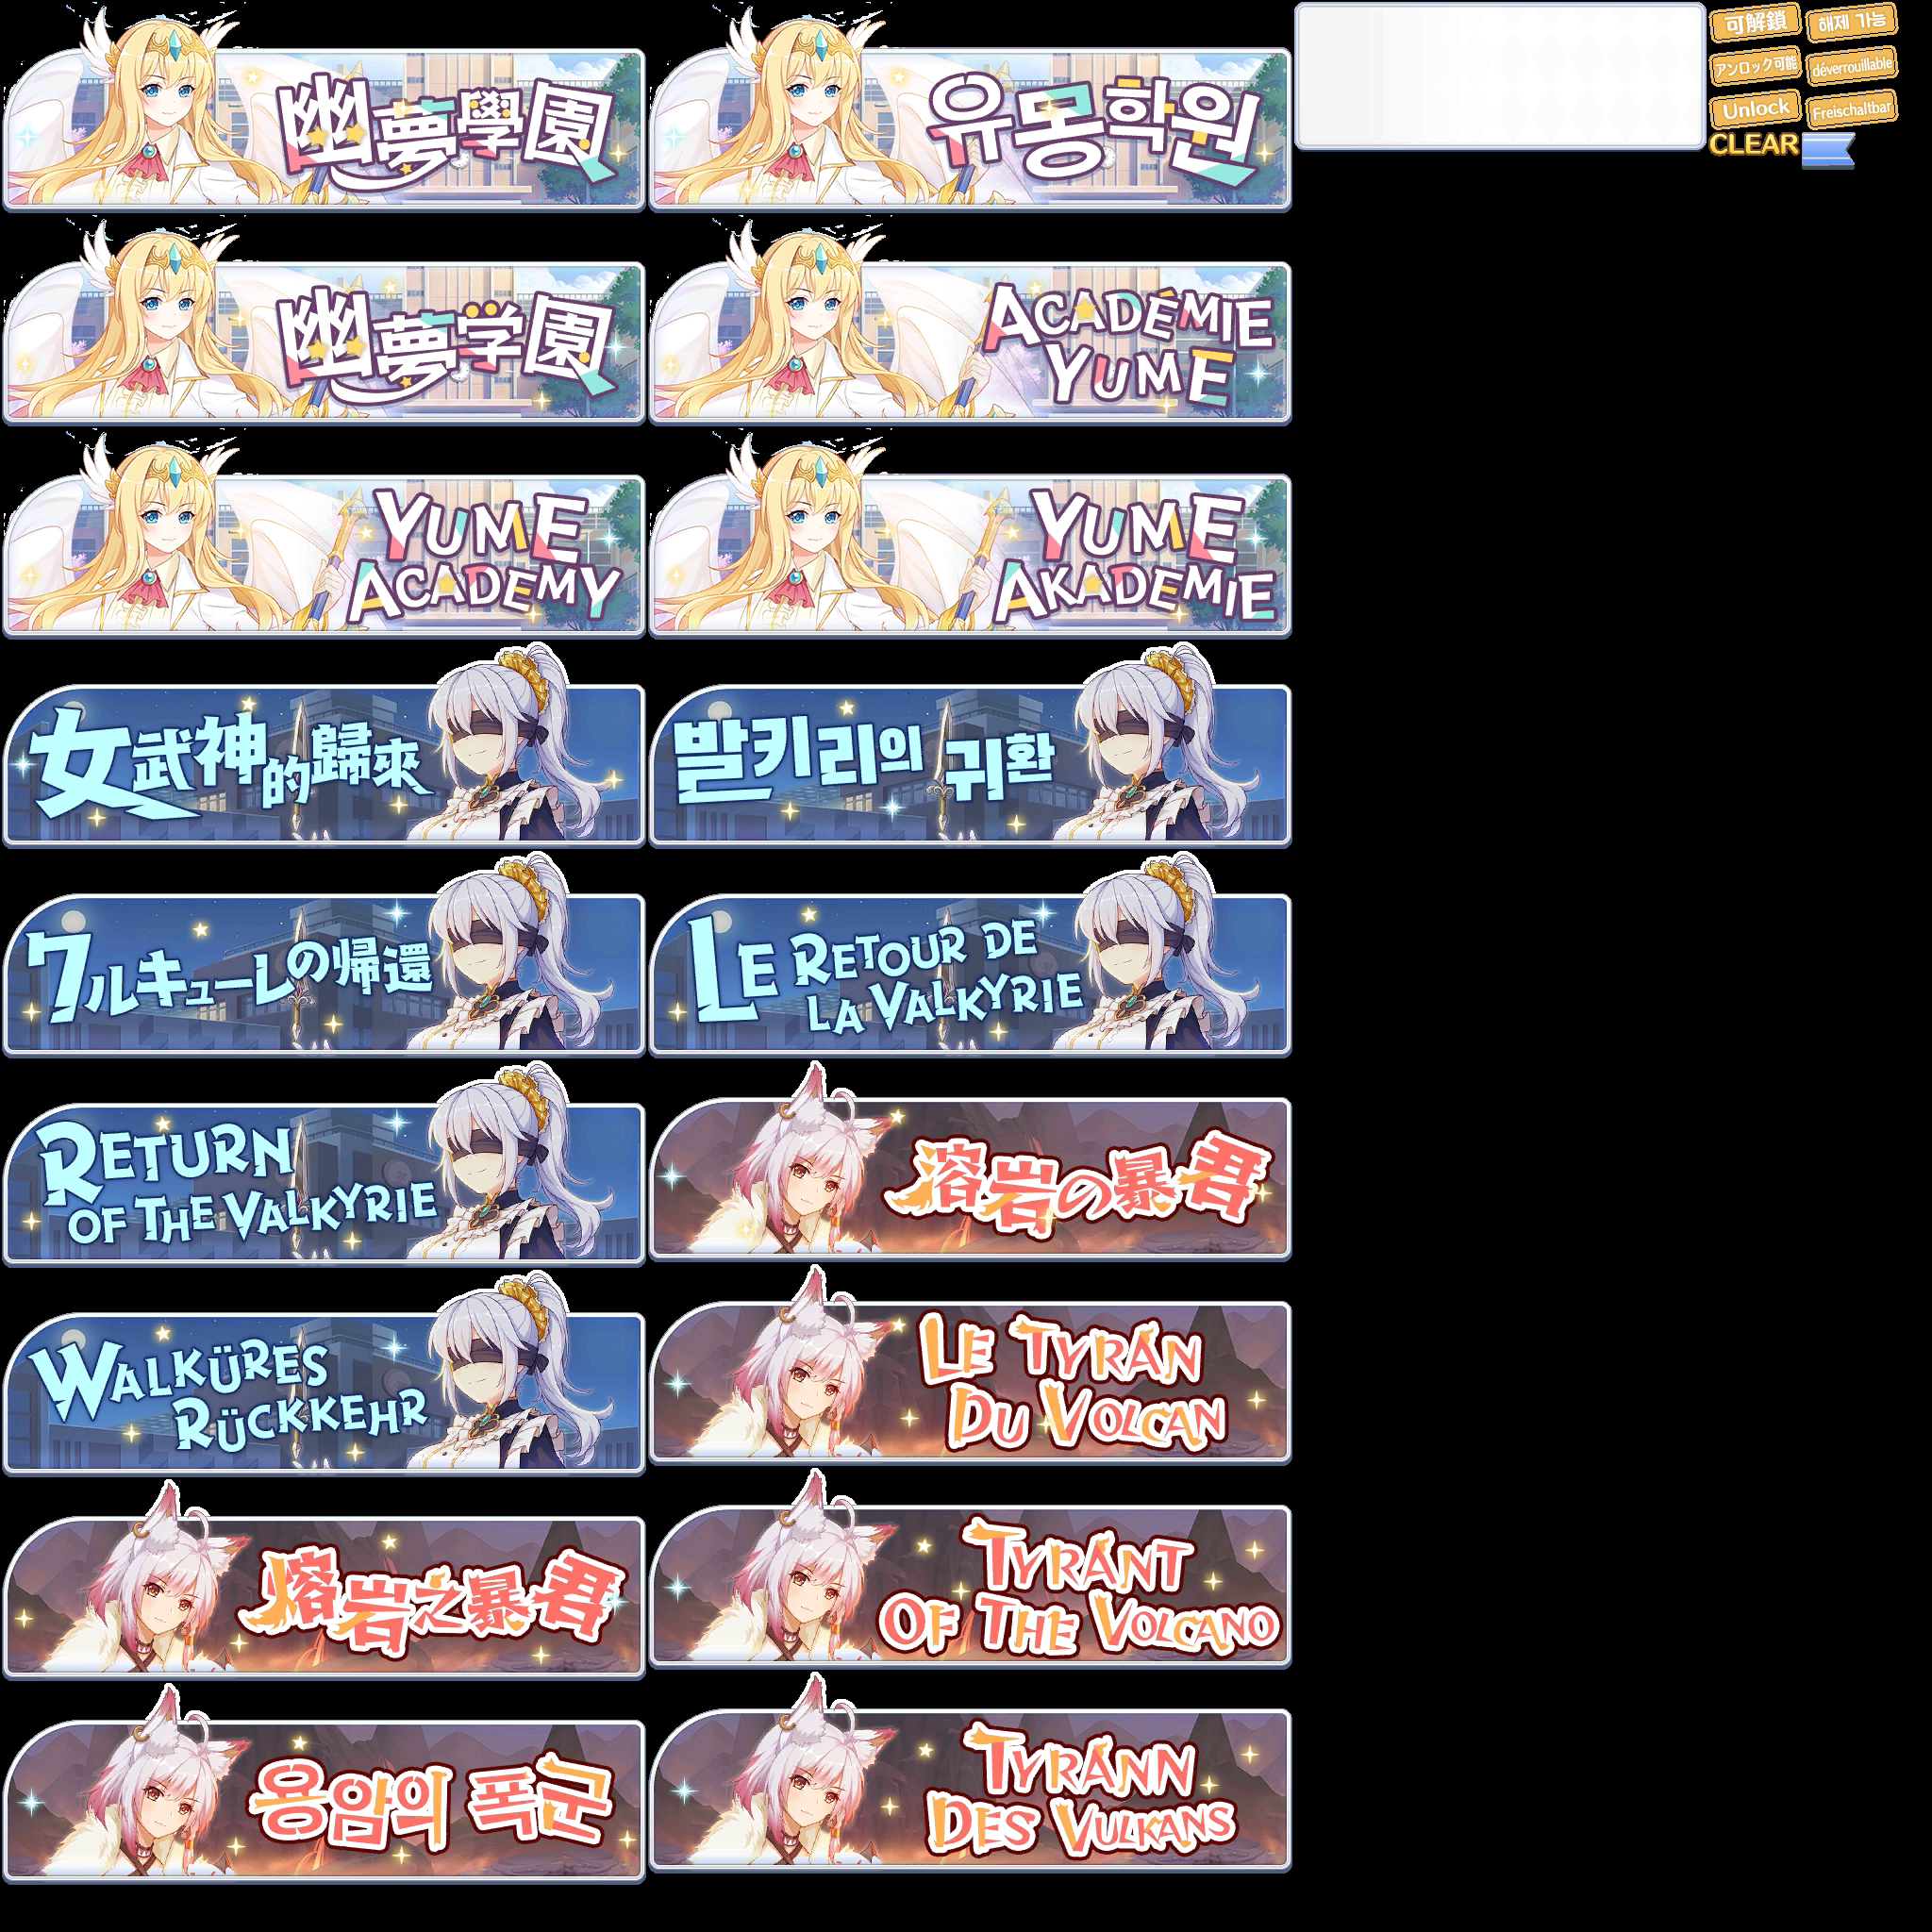 幽夢學園
유몽학원
可解鎖
해제 가능
アンロック可能
déverrouillable
Unlock
Freischaltbar
CLEAR
幽夢学園
ACADÉMIE
YUME
YUME
ACADEMY
YUME
AKADEMIE
女武神的歸來
발키리의 귀환
ワルキューレの帰還
LE RETOUR DE
LA VALKYRIE
RETURN
OF THE VALKYRIE
溶岩の暴君
WALKÜRES
RÜCKKEHR
LE TYRAN
DU VOLCAN
熔岩之暴君
TYRANT
OF THE VOLCANO
용암의 폭군
TYRANN
DES VULKANS